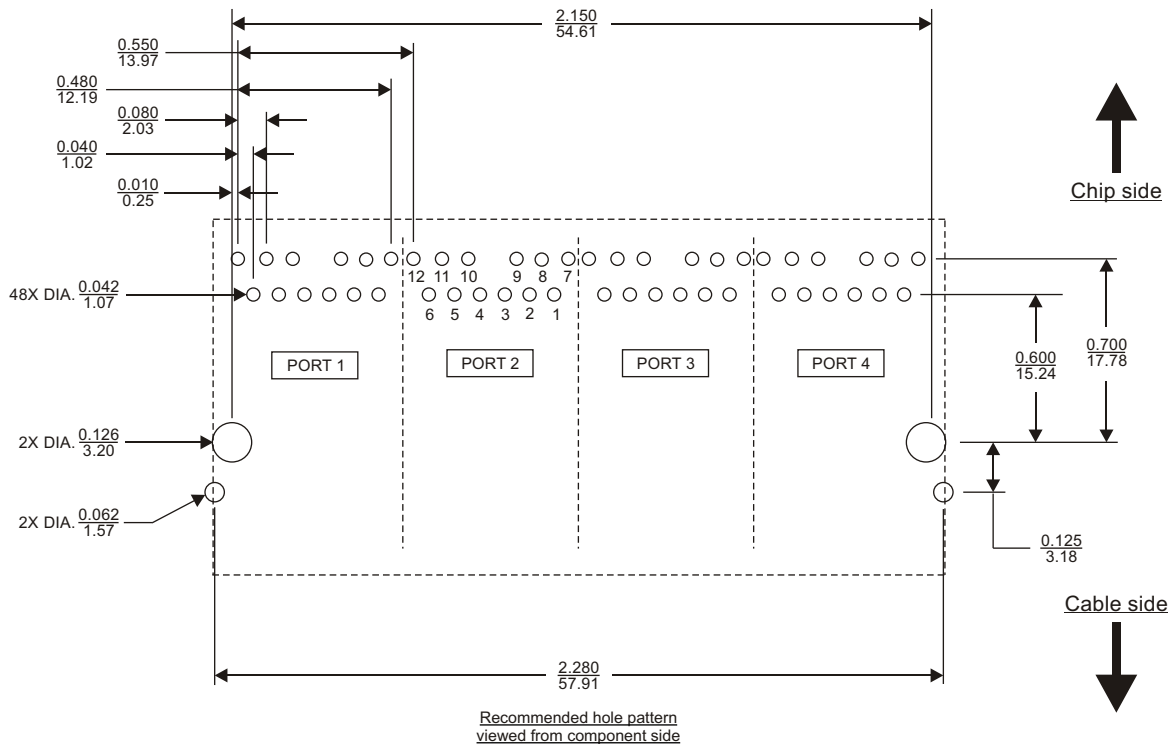 2.150
54.61
0.550
13.97
0.480
12.19
0.080
2.03
0.040
1.02
0.010
0.25
Chip side
12 11 10 9 8 7
48X DIA. 0.042
1.07
6 5 4 3 2 1
PORT 1 PORT 2 PORT 3 PORT 4
0.600
15.24
0.700
17.78
2X DIA. 0.126
3.20
2X DIA. 0.062
1.57
0.125
3.18
Cable side
2.280
57.91
Recommended hole pattern
viewed from component side